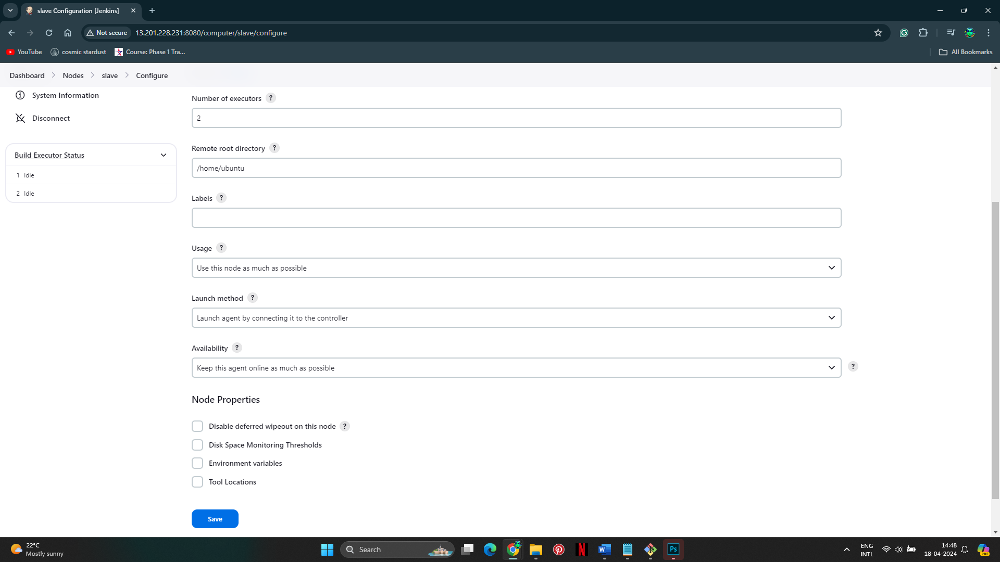 slave Configuration [Jenkins]
Not secure 13.201.228.231:8080/computer/slave/configure
YouTube cosmic stardust Course: Phase 1 Tra... All Bookmarks
Dashboard Nodes slave Configure
System Information
Disconnect
Build Executor Status
1 Idle
2 Idle
Number of executors ?
2
Remote root directory ?
/home/ubuntu
Labels ?
Usage ?
Use this node as much as possible
Launch method ?
Launch agent by connecting it to the controller
Availability ?
Keep this agent online as much as possible ?
Node Properties
Disable deferred wipeout on this node ?
Disk Space Monitoring Thresholds
Environment variables
Tool Locations
Save
22°C
Mostly sunny
Search
W
Ps
ENG
INTL
14:48
18-04-2024
PRE